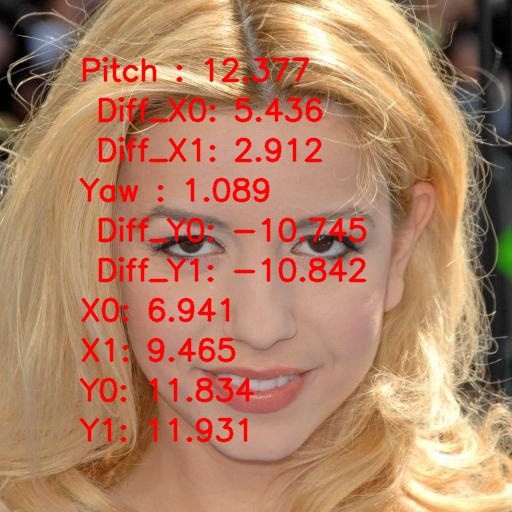 Pitch : 12.377
Diff_X0: 5.436
Diff_X1: 2.912
Yaw : 1.089
Diff_Y0: -10.745
Diff_Y1: -10.842
X0: 6.941
X1: 9.465
Y0: 11.834
Y1: 11.931